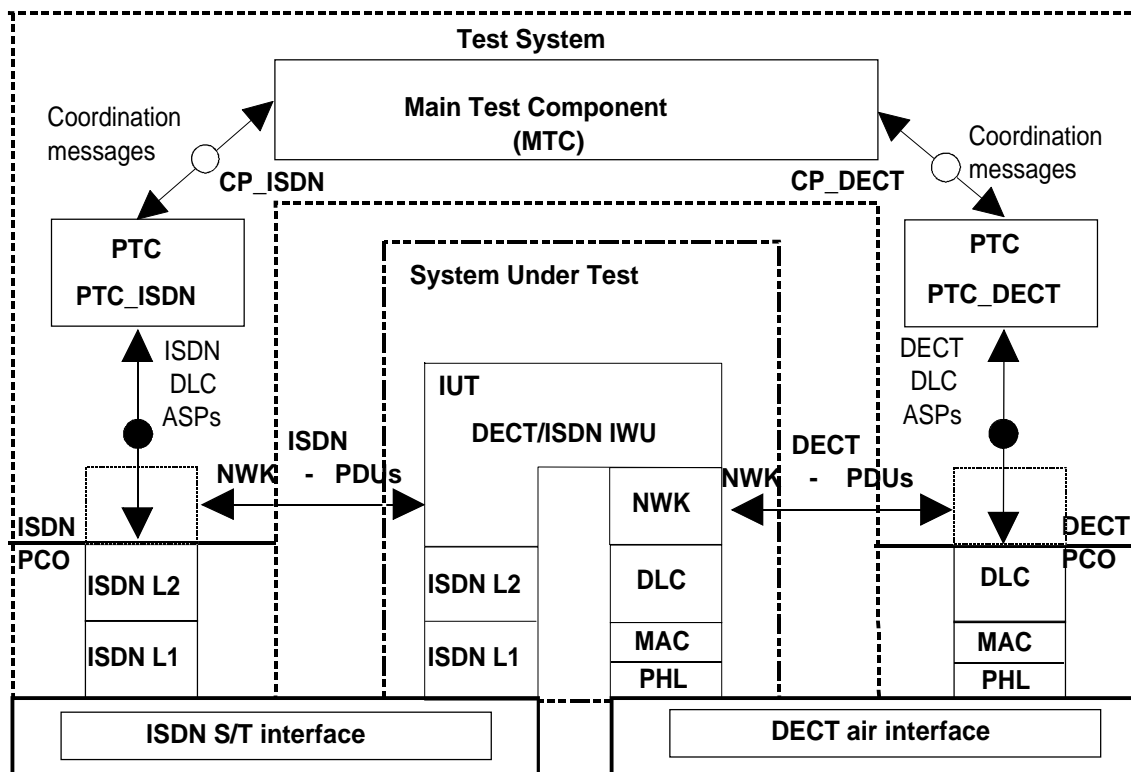 Test System
Main Test Component
(MTC)
Coordination
messages
Coordination
messages
CP_ISDN
CP_DECT
PTC
PTC_ISDN
PTC
PTC_DECT
System Under Test
ISDN
DLC
ASPs
DECT
DLC
ASPs
IUT
DECT/ISDN IWU
ISDN
NWK - PDUs
DECT
NWK - PDUs
NWK
ISDN
PCO
DECT
PCO
ISDN L2
ISDN L1
ISDN L2
ISDN L1
DLC
MAC
PHL
DLC
MAC
PHL
ISDN S/T interface
DECT air interface